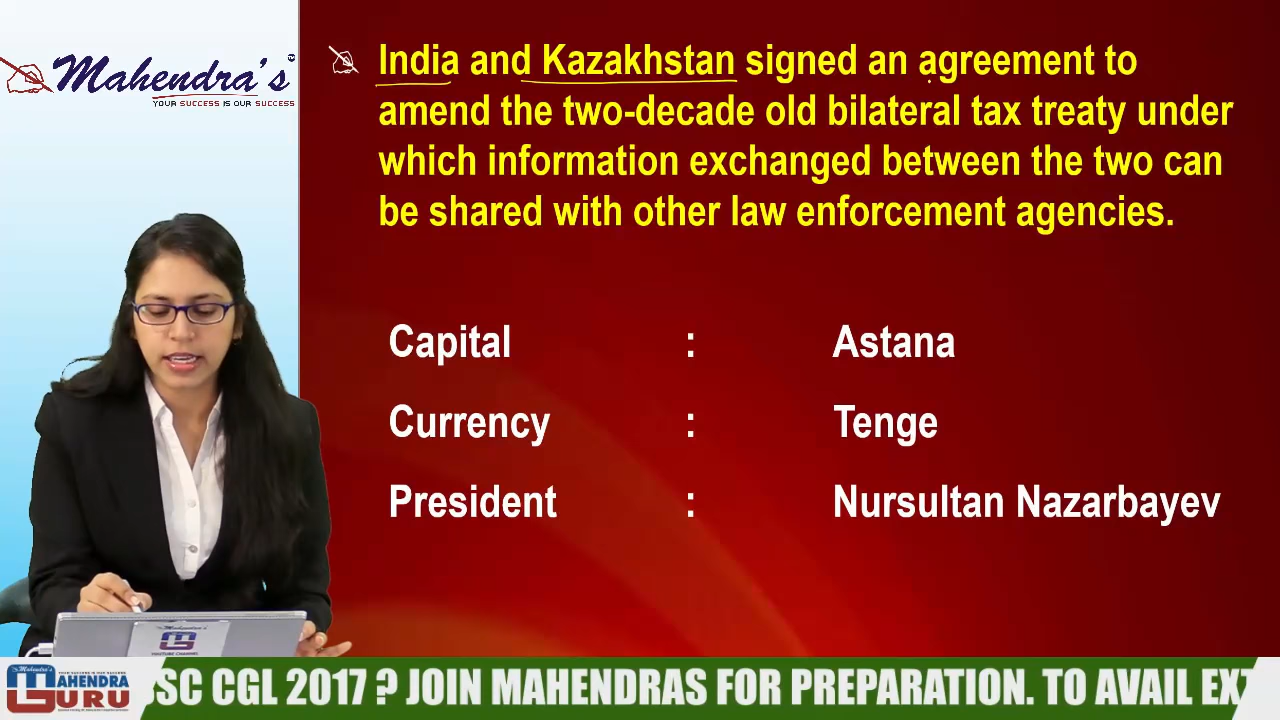 Mahendra's
YOUR SUCCESS IS OUR SUCCESS
India and Kazakhstan signed an agreement to
amend the two-decade old bilateral tax treaty under
which information exchanged between the two can
be shared with other law enforcement agencies.
Capital : Astana
Currency : Tenge
President : Nursultan Nazarbayev
Mahendra's
MAHENDRA
GURU
SC CGL 2017 ? JOIN MAHENDRAS FOR PREPARATION. TO AVAIL EXT